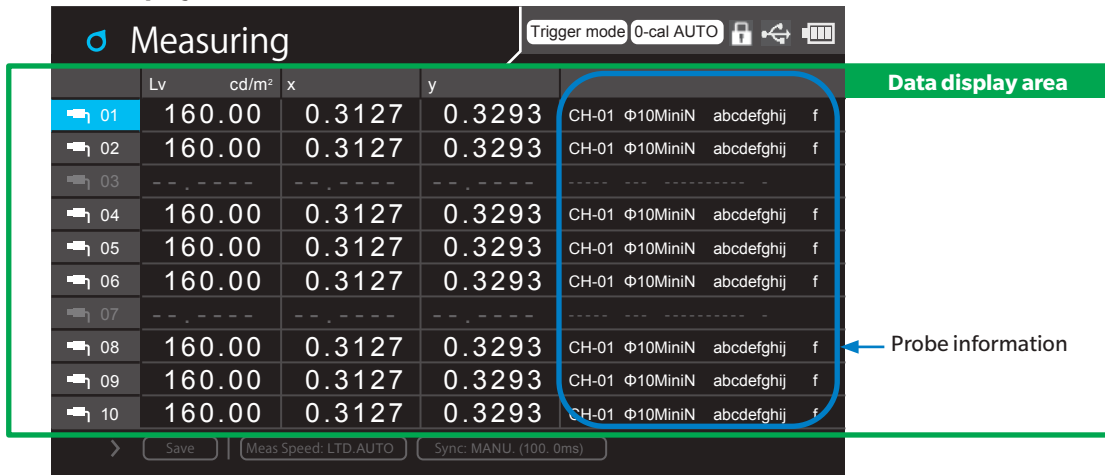 Measuring Trigger mode 0-cal AUTO
Lv cd/m² x y Data display area
01 160.00 0.3127 0.3293 CH-01 Φ10MiniN abcdefghij f
02 160.00 0.3127 0.3293 CH-01 Φ10MiniN abcdefghij f
03 --.---- --.---- --.---- ----- --- ---------- -
04 160.00 0.3127 0.3293 CH-01 Φ10MiniN abcdefghij f
05 160.00 0.3127 0.3293 CH-01 Φ10MiniN abcdefghij f
06 160.00 0.3127 0.3293 CH-01 Φ10MiniN abcdefghij f
07 --.---- --.---- --.---- ----- --- ---------- -
08 160.00 0.3127 0.3293 CH-01 Φ10MiniN abcdefghij f Probe information
09 160.00 0.3127 0.3293 CH-01 Φ10MiniN abcdefghij f
10 160.00 0.3127 0.3293 CH-01 Φ10MiniN abcdefghij f
> Save Meas Speed: LTD.AUTO Sync: MANU. (100. 0ms)